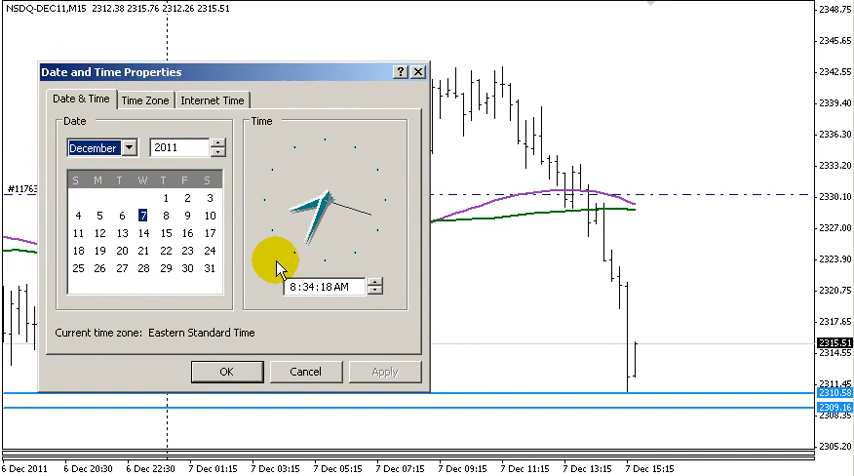 NSDQ-DEC11,M15 2312.38 2315.76 2312.26 2315.51
2348.75
2345.65
2342.55
2339.40
2336.30
2333.20
2330.10
2327.00
2323.90
2320.75
2317.65
2315.51
2314.55
2311.45
2310.58
2309.16
2308.35
2305.20
Date and Time Properties
Date & Time Time Zone Internet Time
Date Time
December 2011
S M T W T F S
1 2 3
4 5 6 7 8 9 10
11 12 13 14 15 16 17
18 19 20 21 22 23 24
25 26 27 28 29 30 31
8:34:18 AM
Current time zone: Eastern Standard Time
OK Cancel Apply
#11763
6 Dec 2011 6 Dec 20:30 6 Dec 22:30 7 Dec 01:15 7 Dec 03:15 7 Dec 05:15 7 Dec 07:15 7 Dec 09:15 7 Dec 11:15 7 Dec 13:15 7 Dec 15:15